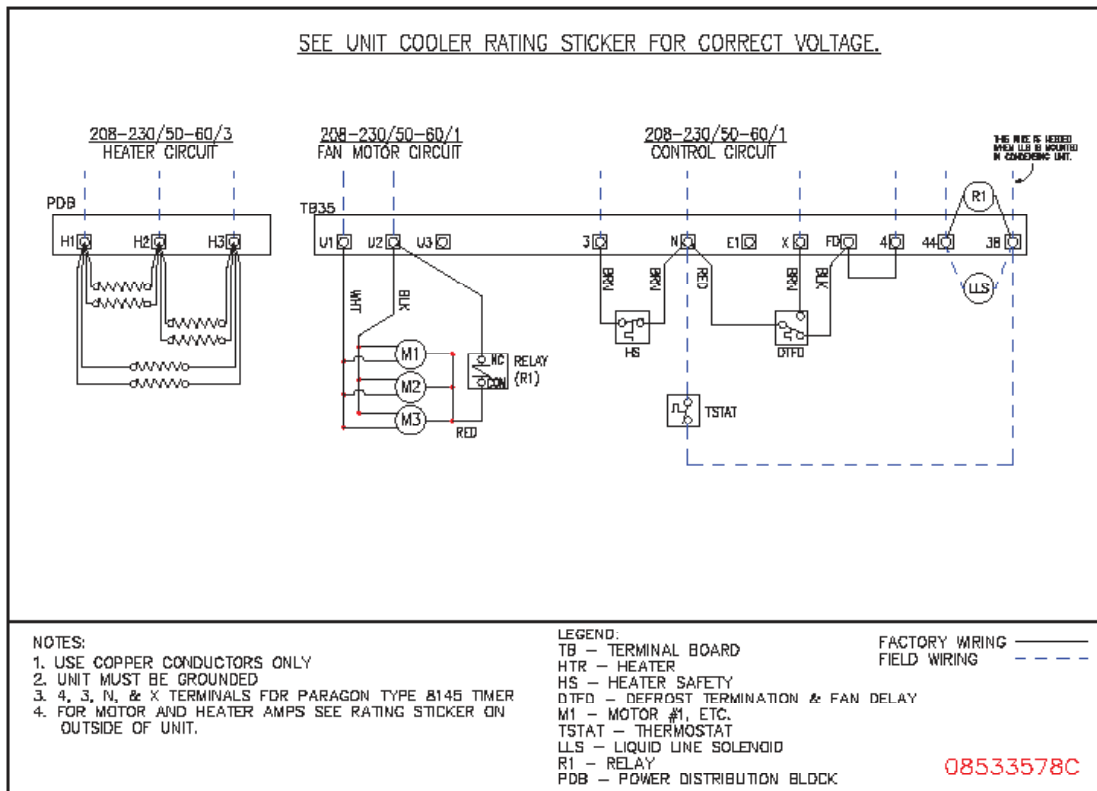 SEE UNIT COOLER RATING STICKER FOR CORRECT VOLTAGE.
208-230/50-60/3
HEATER CIRCUIT
208-230/50-60/1
FAN MOTOR CIRCUIT
208-230/50-60/1
CONTROL CIRCUIT
THIS WIRE IS NEEDED
WHEN LLS IS MOUNTED
IN CONDENSING UNIT.
PDB
TB35
R1
H1 H2 H3
U1 U2 U3 3 N E1 X FD 4 44 38
WHT BLK BRN BRN RED BRN BLK
LLS
HS
DTFD
M1
M2
M3
NC
COM
RELAY
(R1)
RED
TSTAT
NOTES:
1. USE COPPER CONDUCTORS ONLY
2. UNIT MUST BE GROUNDED
3. 4, 3, N, & X TERMINALS FOR PARAGON TYPE 8145 TIMER
4. FOR MOTOR AND HEATER AMPS SEE RATING STICKER ON
OUTSIDE OF UNIT.
LEGEND:
TB – TERMINAL BOARD
HTR – HEATER
HS – HEATER SAFETY
DTFD – DEFROST TERMINATION & FAN DELAY
M1 – MOTOR #1, ETC.
TSTAT – THERMOSTAT
LLS – LIQUID LINE SOLENOID
R1 – RELAY
PDB – POWER DISTRIBUTION BLOCK
FACTORY WIRING
FIELD WIRING
08533578C